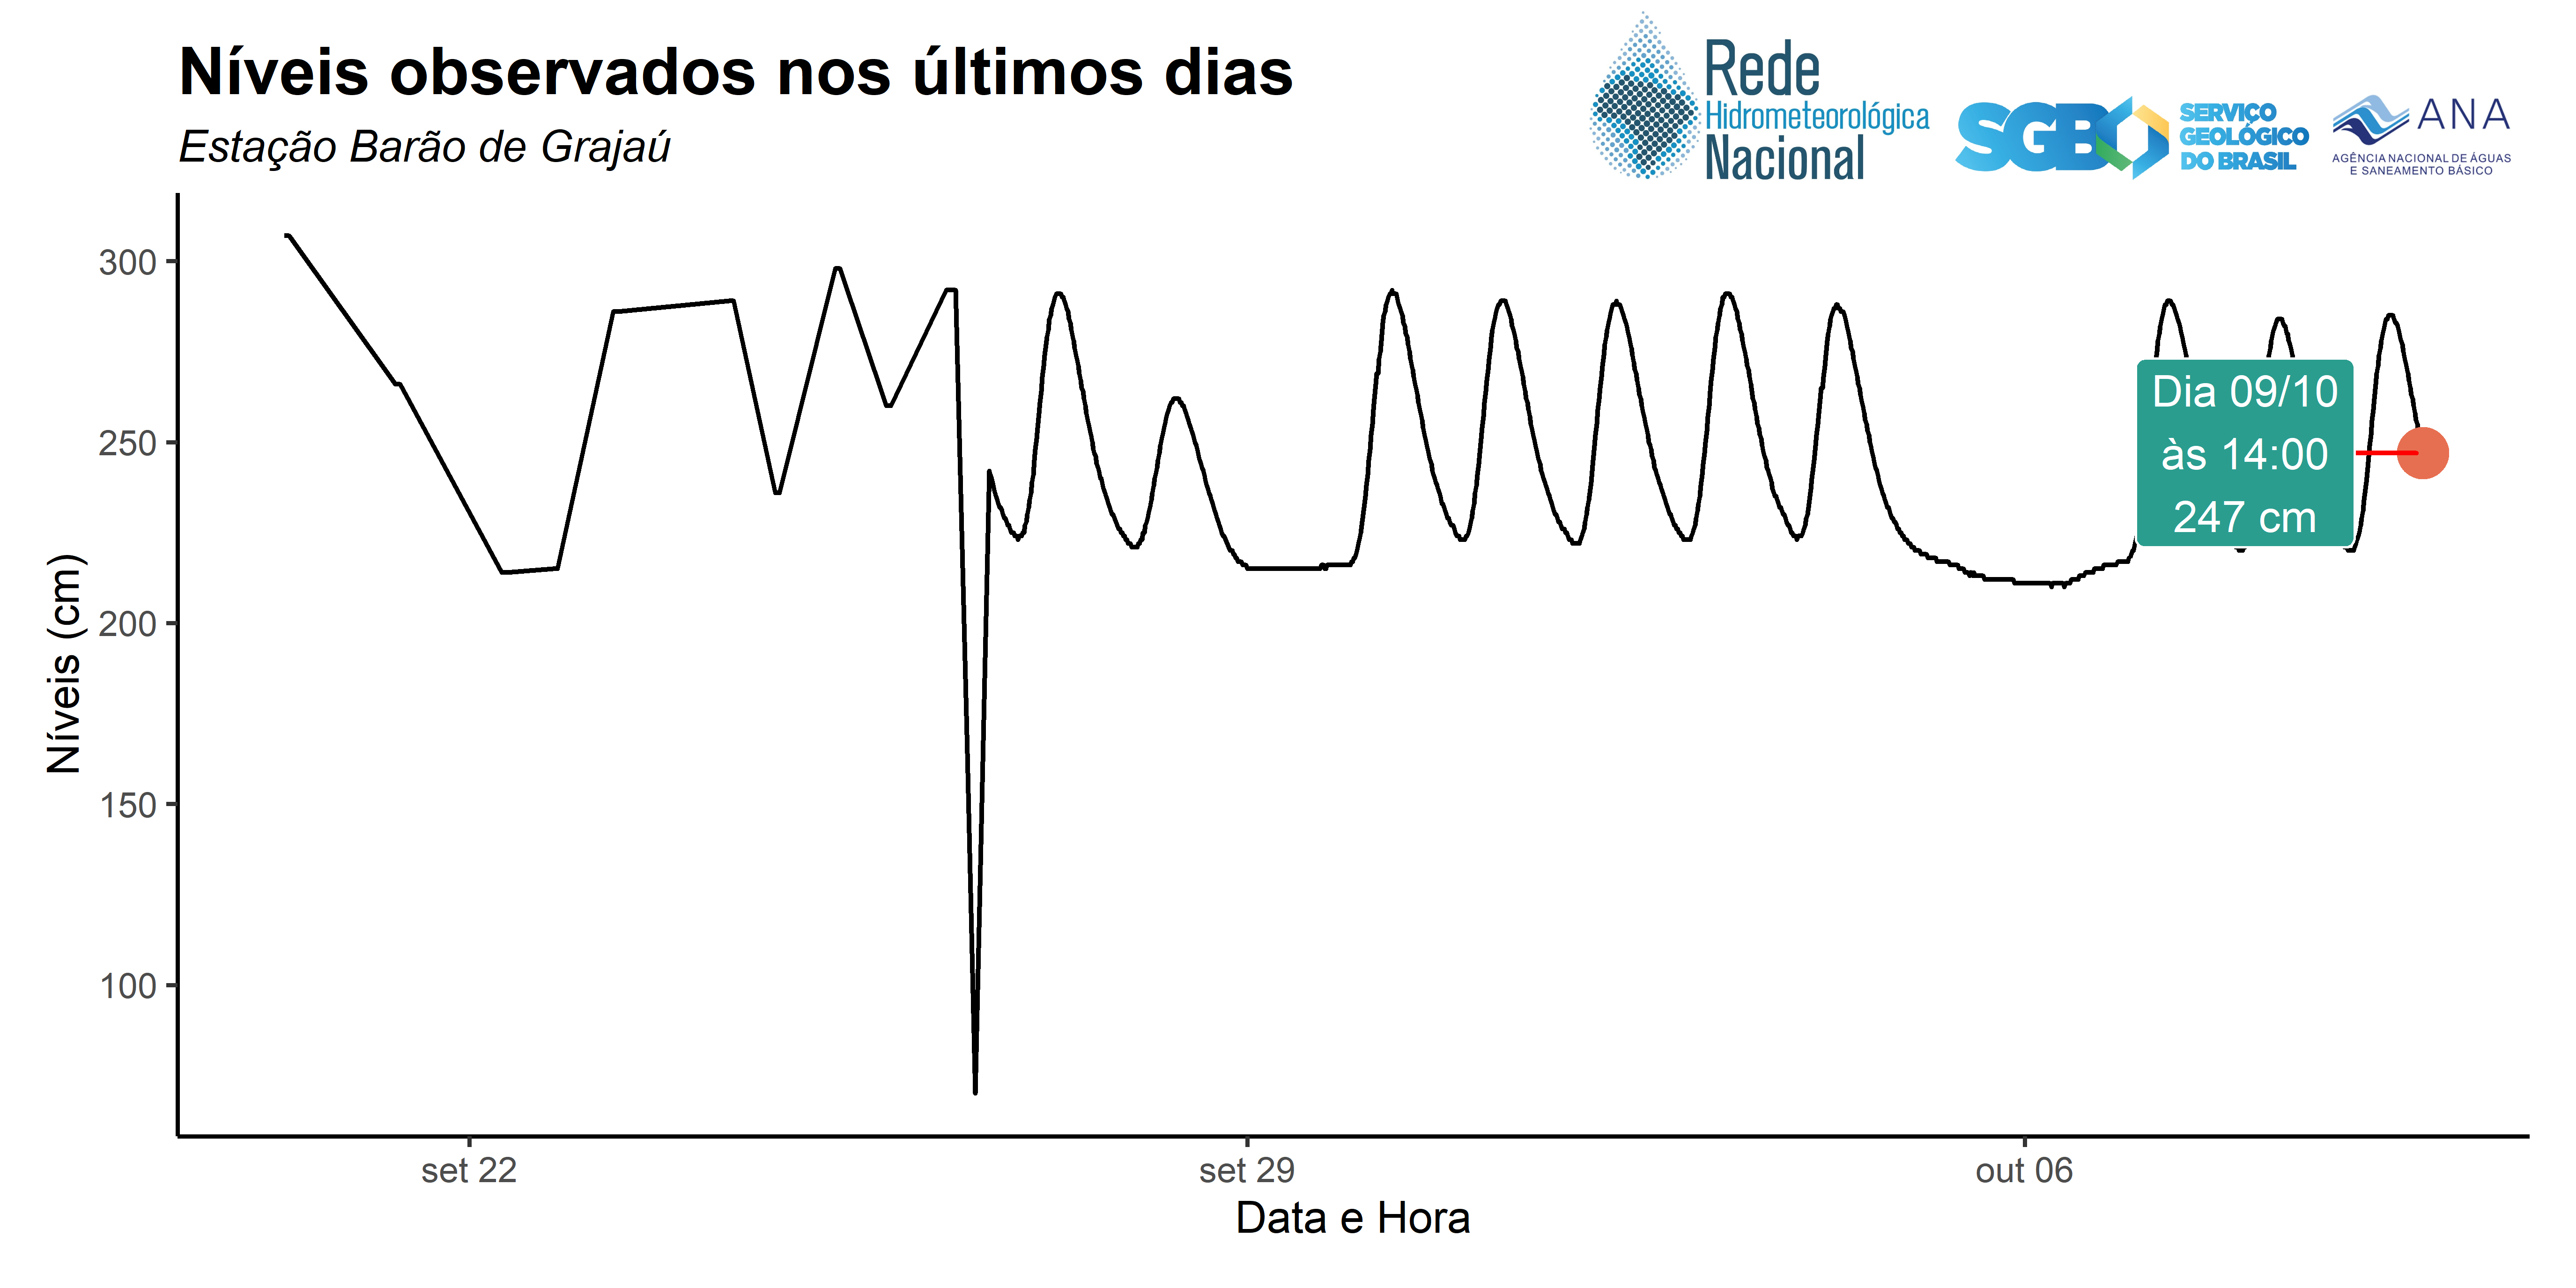 Níveis observados nos últimos dias
Estação Barão de Grajaú
Rede
Hidrometeorológica
Nacional
SGB
SERVIÇO
GEOLÓGICO
DO BRASIL
ANA
AGÊNCIA NACIONAL DE ÁGUAS
E SANEAMENTO BÁSICO
Níveis (cm)
300
250
200
150
100
Dia 09/10
às 14:00
247 cm
set 22
set 29
out 06
Data e Hora